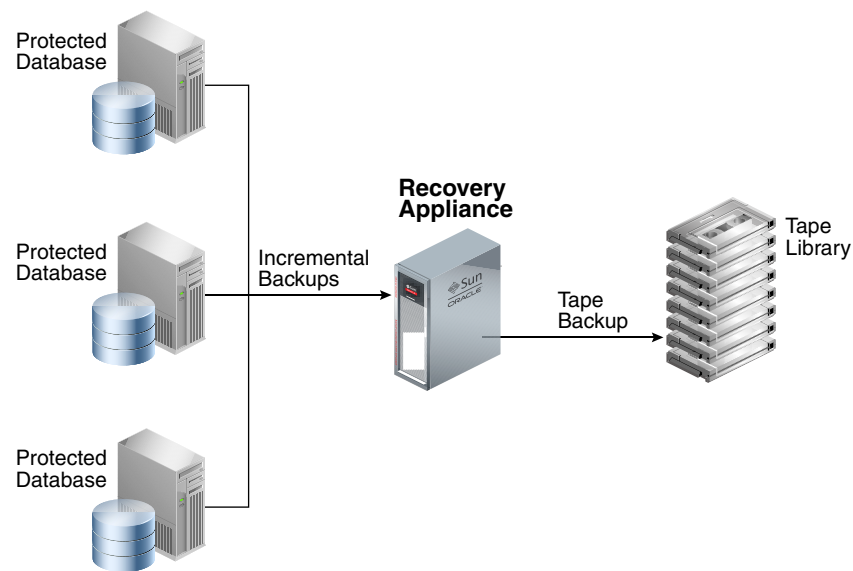 Protected
Database
Protected
Database
Protected
Database
Incremental
Backups
Recovery
Appliance
Sun
ORACLE
Tape
Backup
Tape
Library